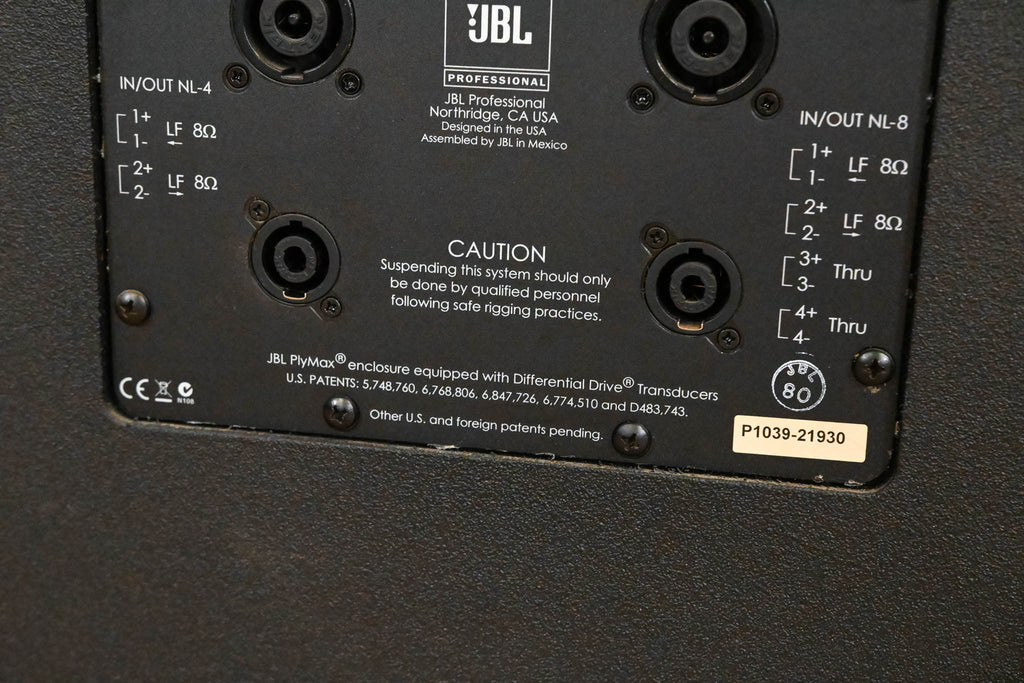 JBL
PROFESSIONAL
JBL Professional
Northridge, CA USA
Designed in the USA
Assembled by JBL in Mexico
IN/OUT NL-4
1+
1-
LF 8Ω
2+
2-
LF 8Ω
IN/OUT NL-8
1+
1-
LF 8Ω
2+
2-
LF 8Ω
3+
3-
Thru
4+
4-
Thru
CAUTION
Suspending this system should only
be done by qualified personnel
following safe rigging practices.
JBL PlyMax® enclosure equipped with Differential Drive® Transducers
U.S. PATENTS: 5,748,760, 6,768,806, 6,847,726, 6,774,510 and D483,743.
Other U.S. and foreign patents pending.
CE
N108
JBL
80
P1039-21930